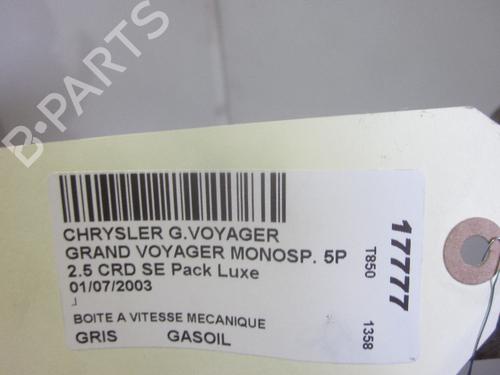 B-PARTS
CHRYSLER G.VOYAGER
GRAND VOYAGER MONOSP. 5P
2.5 CRD SE Pack Luxe
01/07/2003
BOITE A VITESSE MECANIQUE
GRIS GASOIL
17777
T850 1358